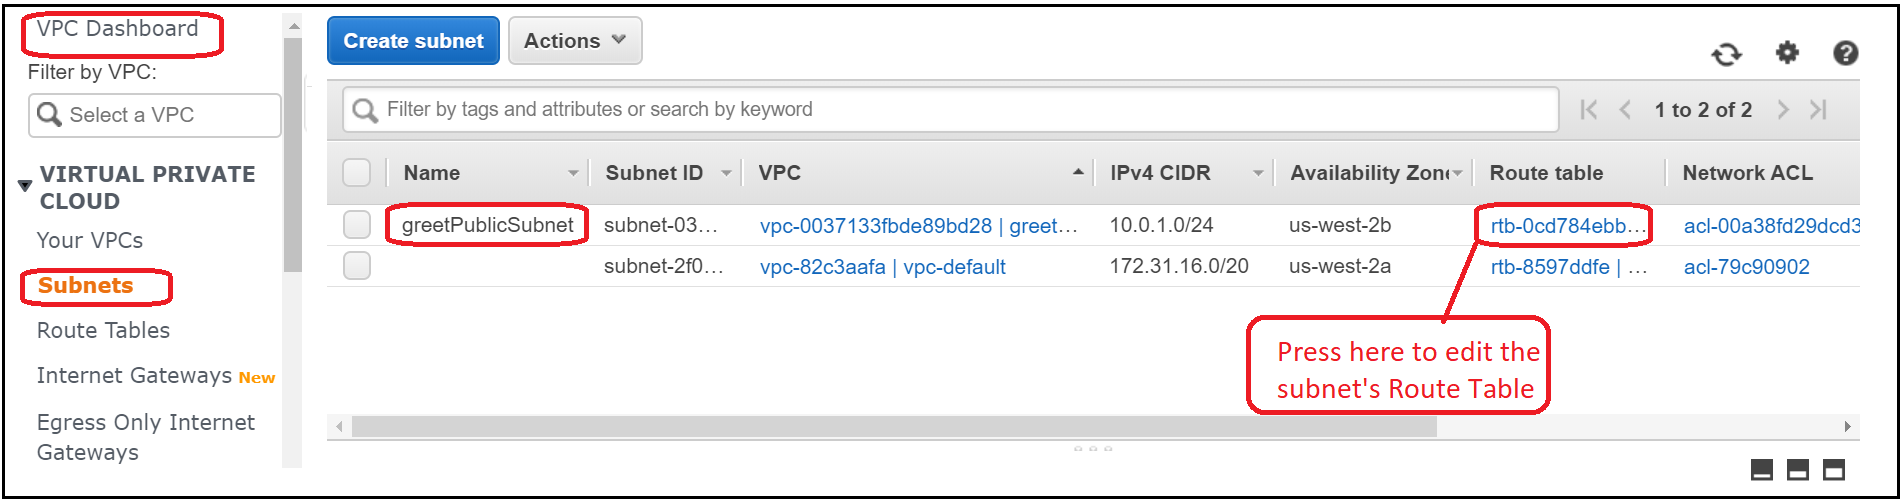 VPC Dashboard
Filter by VPC:
Select a VPC
VIRTUAL PRIVATE
CLOUD
Your VPCs
Subnets
Route Tables
Internet Gateways New
Egress Only Internet
Gateways
Create subnet Actions
Filter by tags and attributes or search by keyword 1 to 2 of 2
Name Subnet ID VPC IPv4 CIDR Availability Zon Route table Network ACL
greetPublicSubnet subnet-03… vpc-0037133fbde89bd28 | greet… 10.0.1.0/24 us-west-2b rtb-0cd784ebb… acl-00a38fd29dcd3
subnet-2f0… vpc-82c3aafa | vpc-default 172.31.16.0/20 us-west-2a rtb-8597ddfe | … acl-79c90902
Press here to edit the
subnet's Route Table